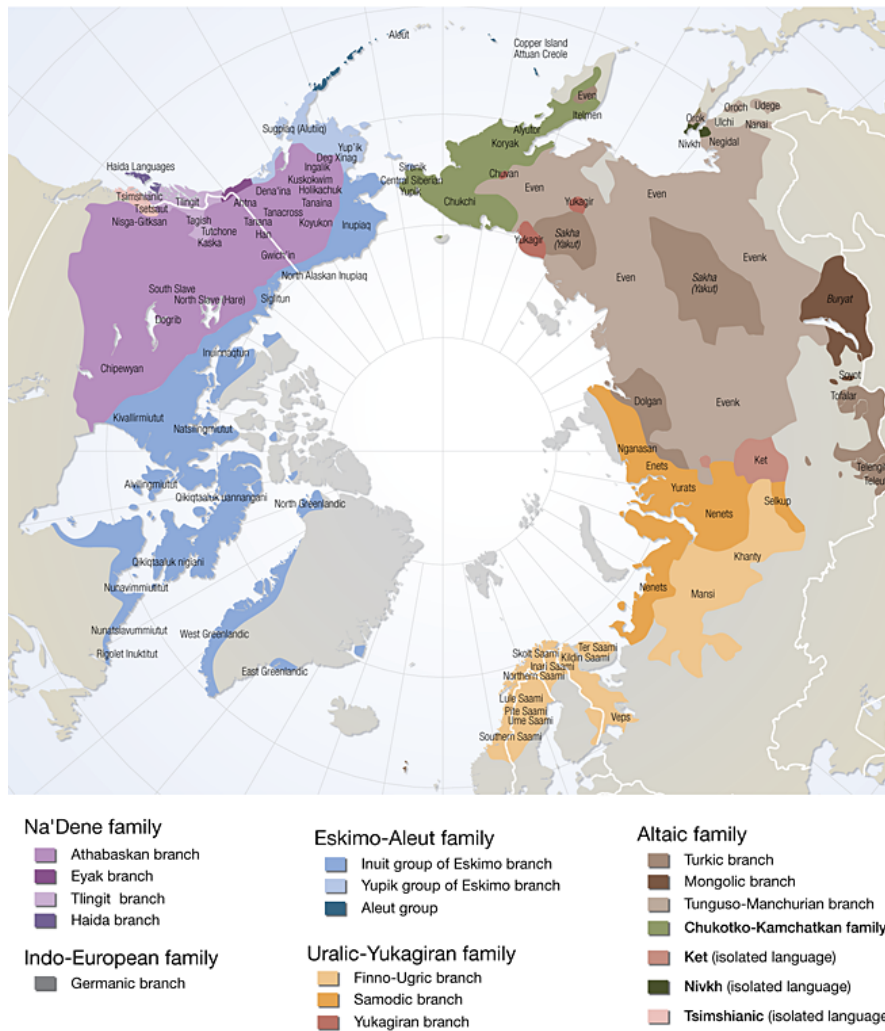 Aleut
Copper Island
Attuan Creole
Even
Itelmen
Alyutor
Koryak
Orok
Oroch
Udege
Ulchi
Nanai
Nivkh
Negidal
Sugpiaq (Alutiiq)
Yup'ik
Deg Xinag
Ingalik
Kuskokwim
Holikachuk
Dena'ina
Tanaina
Ahtna
Tanacross
Tanana
Koyukon
Han
Haida Languages
Tsimshianic
Tsetsaut
Nisga-Gitksan
Tlingit
Tagish
Tutchone
Kaska
Gwich'in
Inupiaq
North Alaskan Inupiaq
Sirenik
Central Siberian
Yupik
Chukchi
Chuvan
Even
Yukagir
Yukagir
Sakha
(Yakut)
Even
Even
Sakha
(Yakut)
Evenk
Buryat
Soyot
Tofalar
South Slave
North Slave (Hare)
Dogrib
Chipewyan
Siglitun
Inuinnaqtun
Kivallirmiutut
Natsilingmiutut
Aivilingmiutut
Qikiqtaaluk uannangani
North Greenlandic
Qikiqtaaluk nigiani
Nunavimmiutitut
Nunatsiavummiutut
Rigolet Inuktitut
West Greenlandic
East Greenlandic
Dolgan
Evenk
Nganasan
Enets
Yurats
Ket
Nenets
Selkup
Khanty
Mansi
Nenets
Skolt Saami
Ter Saami
Kildin Saami
Inari Saami
Northern Saami
Lule Saami
Pite Saami
Ume Saami
Southern Saami
Veps
Na'Dene family
Athabaskan branch
Eyak branch
Tlingit branch
Haida branch
Indo-European family
Germanic branch
Eskimo-Aleut family
Inuit group of Eskimo branch
Yupik group of Eskimo branch
Aleut group
Uralic-Yukagiran family
Finno-Ugric branch
Samodic branch
Yukagiran branch
Altaic family
Turkic branch
Mongolic branch
Tunguso-Manchurian branch
Chukotko-Kamchatkan family
Ket (isolated language)
Nivkh (isolated language)
Tsimshianic (isolated language